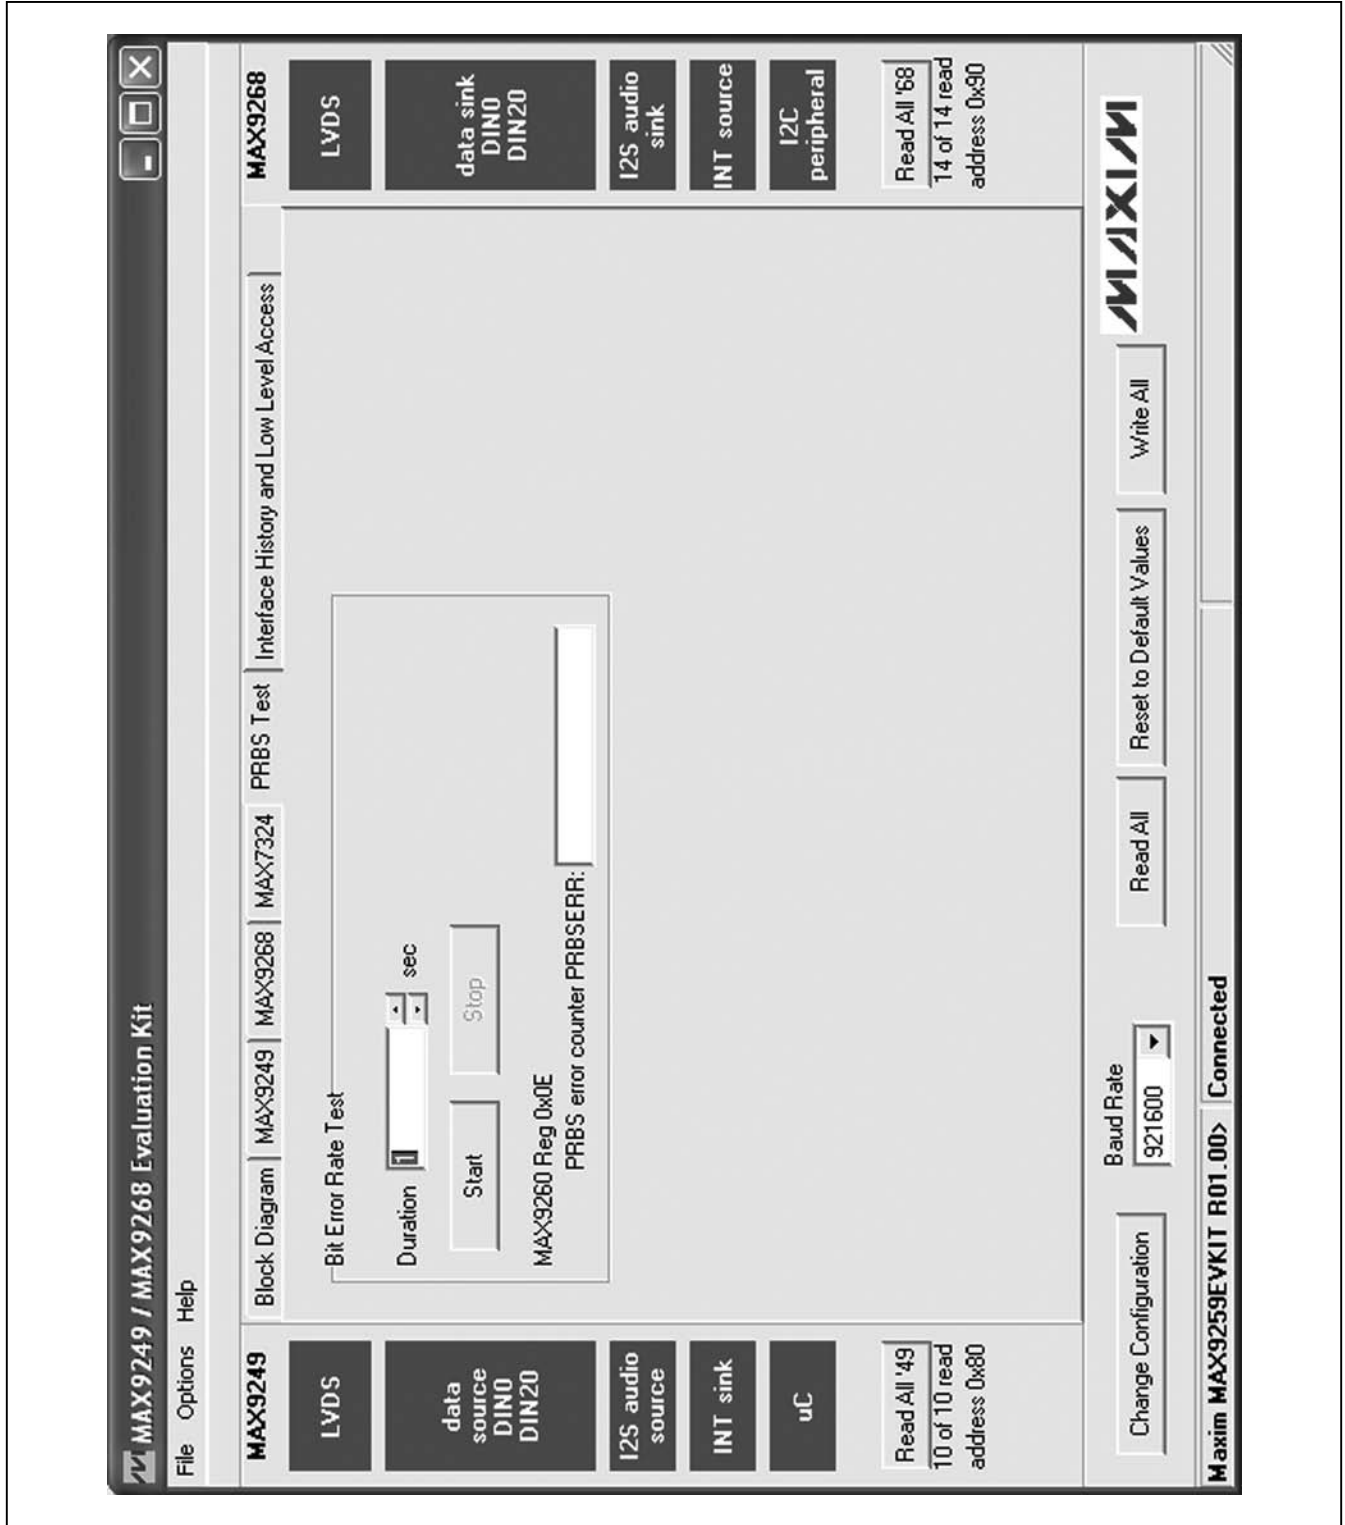 MAX9249 / MAX9268 Evaluation Kit
File Options Help
MAX9249
LVDS
data
source
DIN0
DIN20
I2S audio
source
INT sink
uC
Read All '49
10 of 10 read
address 0x80
Block Diagram MAX9249 MAX9268 MAX7324 PRBS Test Interface History and Low Level Access
Bit Error Rate Test
Duration 1 sec
Start Stop
MAX9260 Reg 0x0E
PRBS error counter PRBSERR:
MAX9268
LVDS
data sink
DIN0
DIN20
I2S audio
sink
INT source
I2C
peripheral
Read All '68
14 of 14 read
address 0x90
Change Configuration
Baud Rate
921600
Read All Reset to Default Values Write All
MAXIM
Maxim MAX9259EVKIT R01.00> Connected